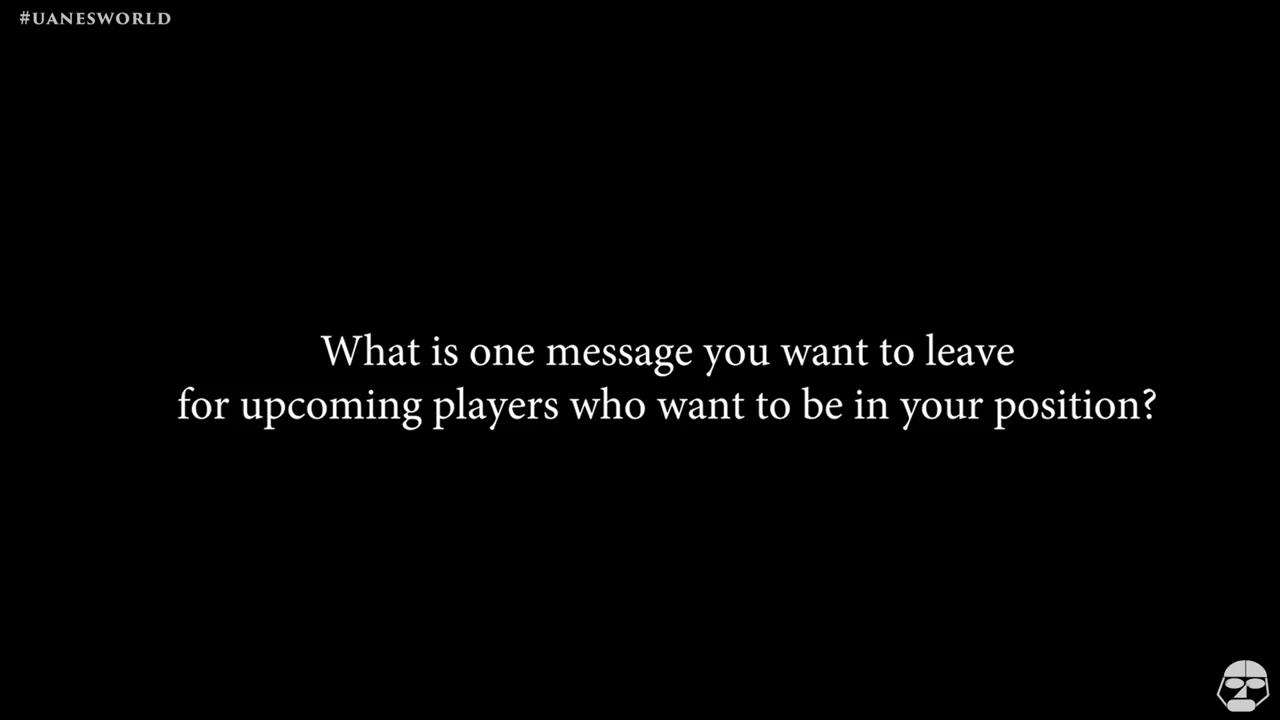 #UANESWORLD
What is one message you want to leave
for upcoming players who want to be in your position?